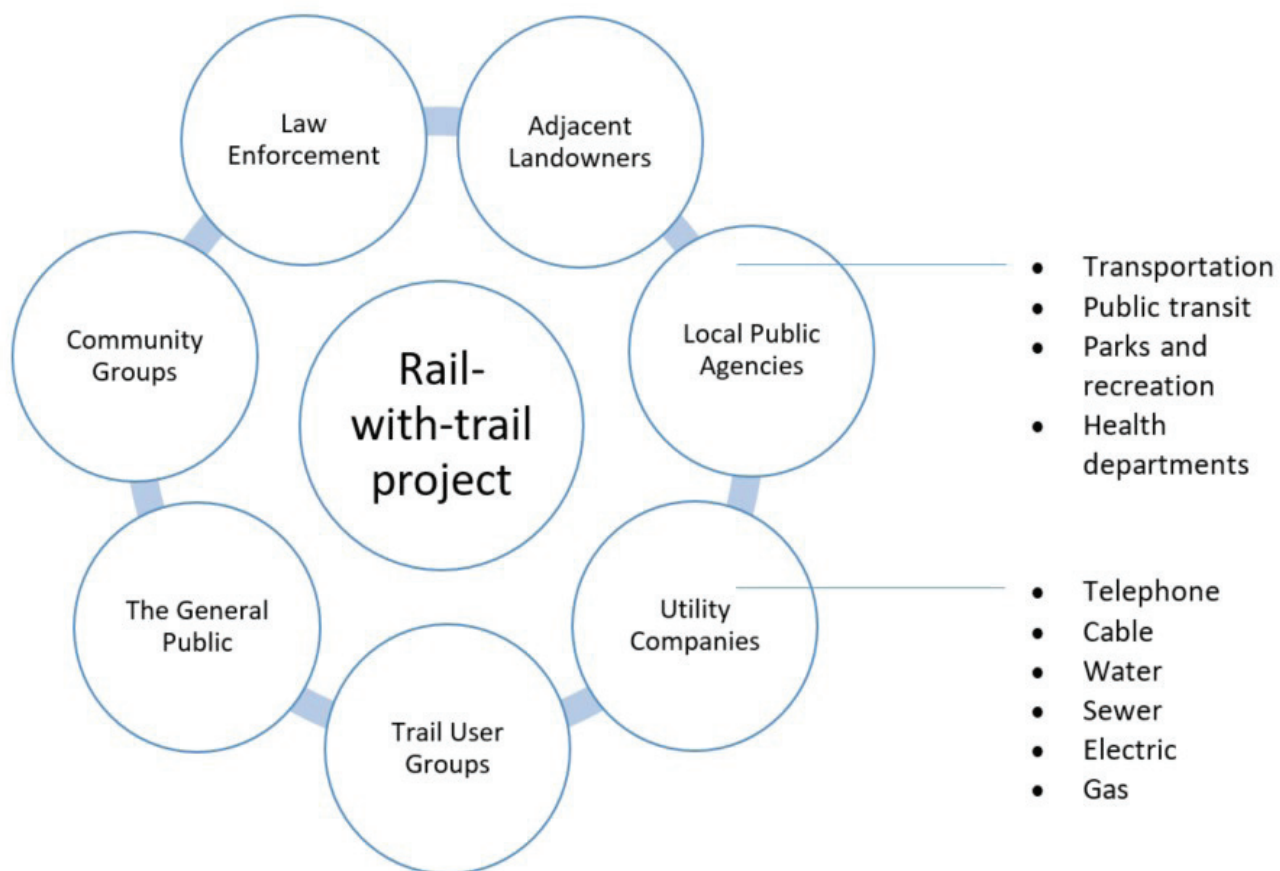 Law
Enforcement
Adjacent
Landowners
Community
Groups
Rail-
with-trail
project
Local Public
Agencies
• Transportation
• Public transit
• Parks and
recreation
• Health
departments
The General
Public
Trail User
Groups
Utility
Companies
• Telephone
• Cable
• Water
• Sewer
• Electric
• Gas